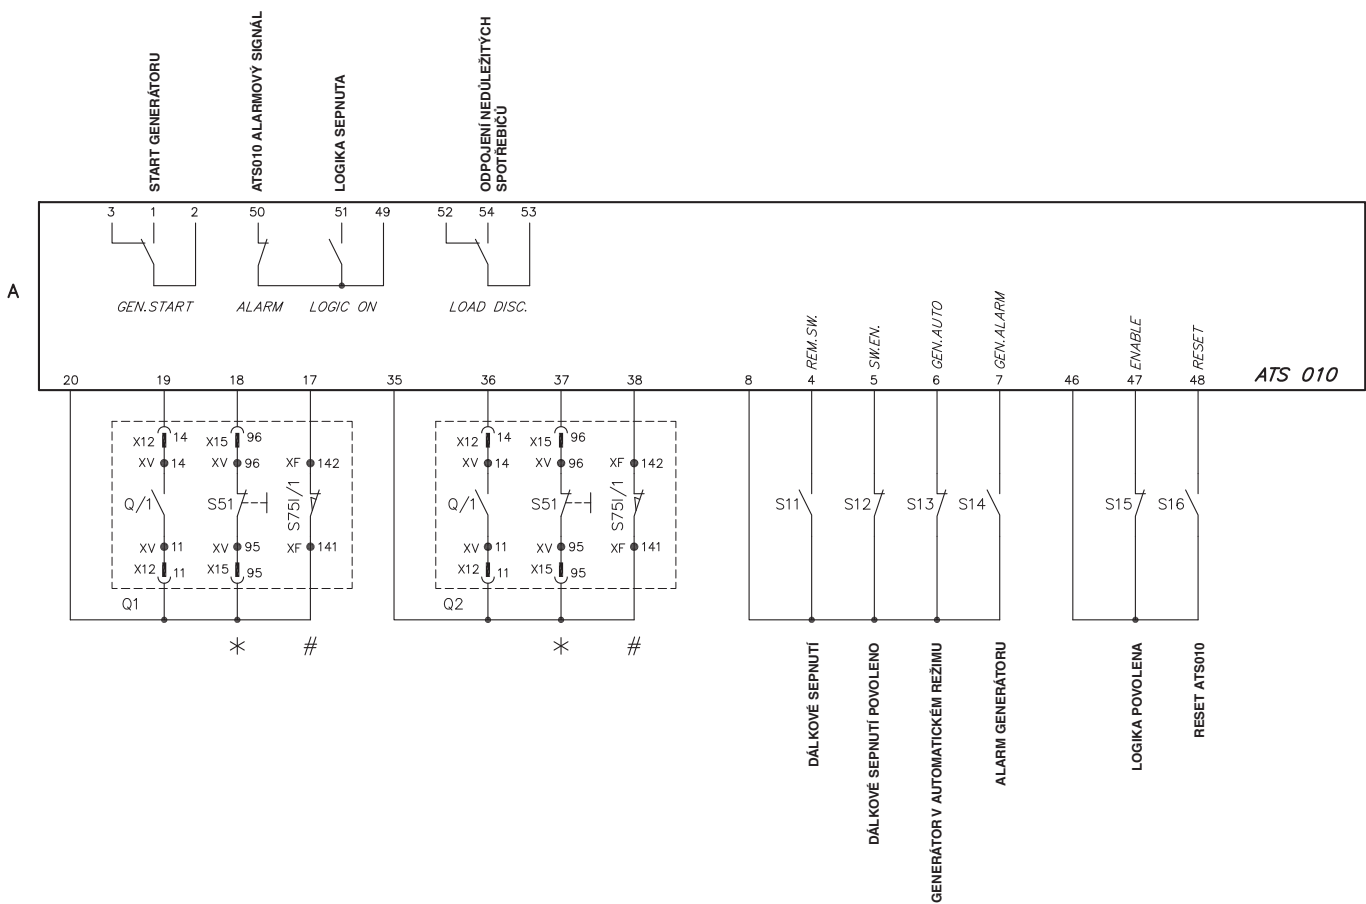 START GENERÁTORU
ATS010 ALARMOVÝ SIGNÁL
LOGIKA SEPNUTA
ODPOJENÍ NEDŮLEŽITÝCH
SPOTŘEBIČŮ
3 1 2 50 51 49 52 54 53
A
GEN.START ALARM LOGIC ON LOAD DISC.
REM.SW.
SW.EN.
GEN.AUTO
GEN.ALARM
ENABLE
RESET
ATS 010
20 19 18 17 35 36 37 38 8 4 5 6 7 46 47 48
X12 14 X15 96 X12 14 X15 96
XV 14 XV 96 XF 142 XV 14 XV 96 XF 142
Q/1 S51 S75I/1 Q/1 S51 S75I/1 S11 S12 S13 S14 S15 S16
XV 11 XV 95 XF 141 XV 11 XV 95 XF 141
X12 11 X15 95 X12 11 X15 95
Q1 Q2
* # * #
DÁLKOVÉ SEPNUTÍ
DÁLKOVÉ SEPNUTÍ POVOLENO
GENERÁTOR V AUTOMATICKÉM REŽIMU
ALARM GENERÁTORU
LOGIKA POVOLENA
RESET ATS010